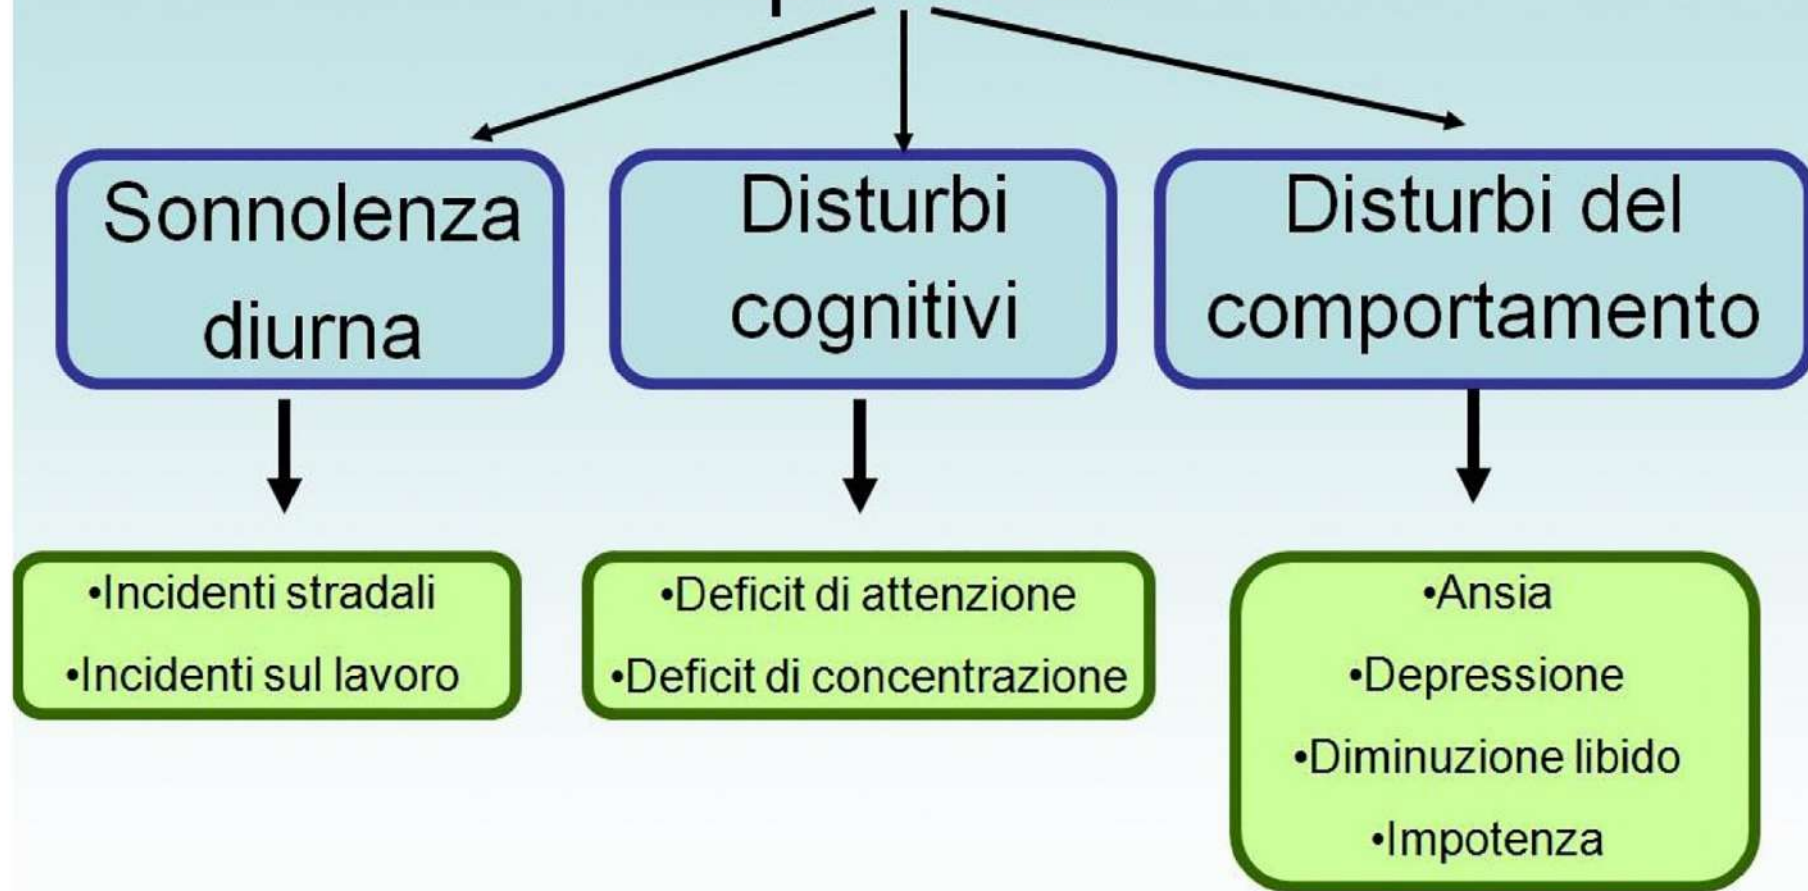 Sonnolenza
diurna
Disturbi
cognitivi
Disturbi del
comportamento
•Incidenti stradali
•Incidenti sul lavoro
•Deficit di attenzione
•Deficit di concentrazione
•Ansia
•Depressione
•Diminuzione libido
•Impotenza